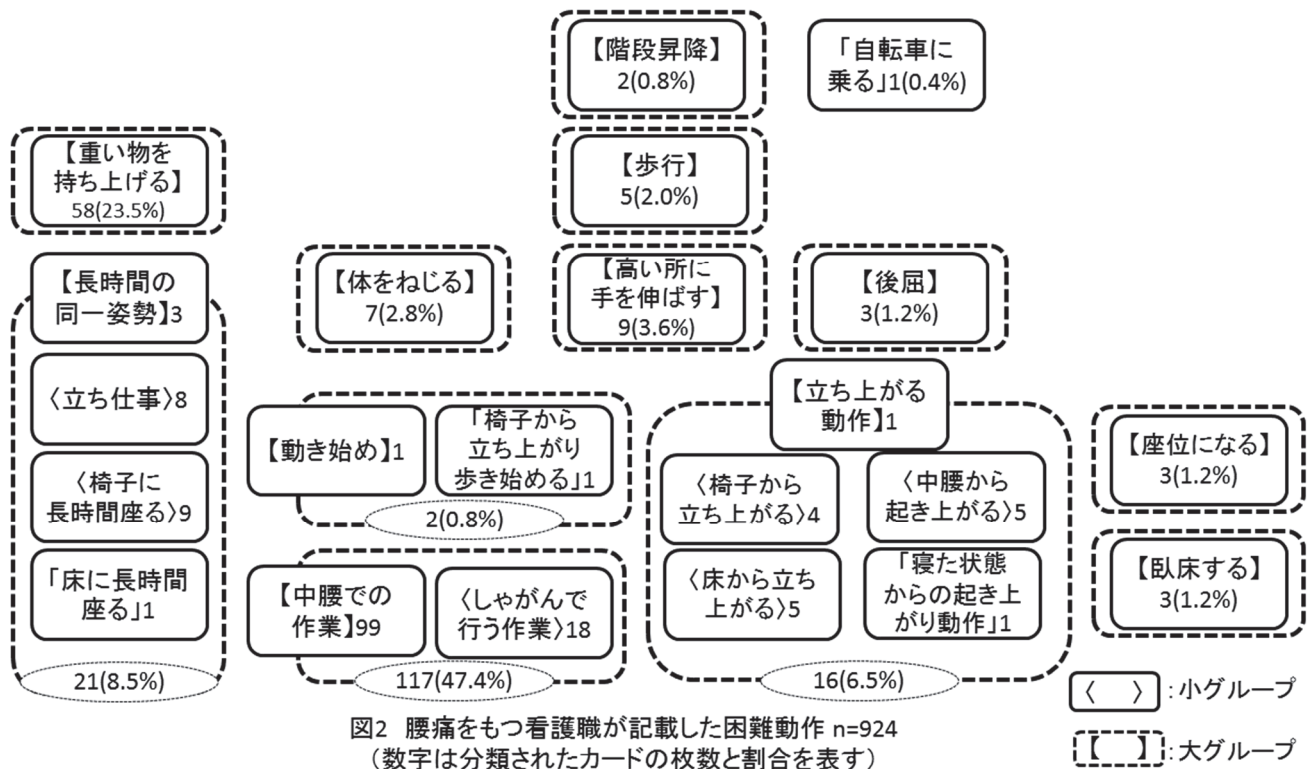 【階段昇降】
2(0.8%)
「自転車に
乗る」1(0.4%)
【重い物を
持ち上げる】
58(23.5%)
【歩行】
5(2.0%)
【長時間の
同一姿勢】3
【体をねじる】
7(2.8%)
【高い所に
手を伸ばす】
9(3.6%)
【後屈】
3(1.2%)
〈立ち仕事〉8
〈椅子に
長時間座る〉9
「床に長時間
座る」1
21(8.5%)
【動き始め】1
「椅子から
立ち上がり
歩き始める」1
2(0.8%)
【中腰での
作業】99
〈しゃがんで
行う作業〉18
117(47.4%)
【立ち上がる
動作】1
〈椅子から
立ち上がる〉4
〈中腰から
起き上がる〉5
〈床から立ち
上がる〉5
「寝た状態
からの起き上
がり動作」1
16(6.5%)
【座位になる】
3(1.2%)
【臥床する】
3(1.2%)
〈　〉:小グループ
【　】:大グループ
図2 腰痛をもつ看護職が記載した困難動作 n=924
（数字は分類されたカードの枚数と割合を表す）